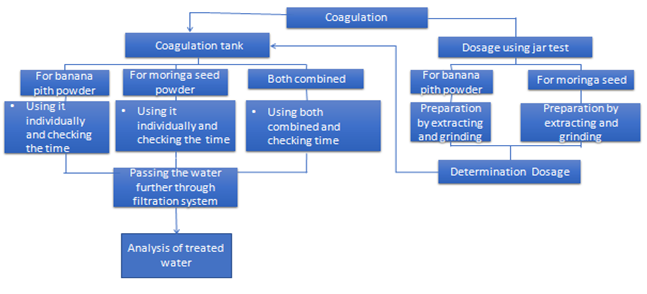 Coagulation
Coagulation tank
Dosage using jar test
For banana
pith powder
For moringa seed
powder
Both combined
For banana
pith powder
For moringa seed
• Using it
individually
and checking
the time
• Using it
individually and
checking the time
• Using both
combined and
checking time
Preparation
by extracting
and grinding
Preparation by
extracting and
grinding
Passing the water
further through
filtration system
Determination Dosage
Analysis of treated
water